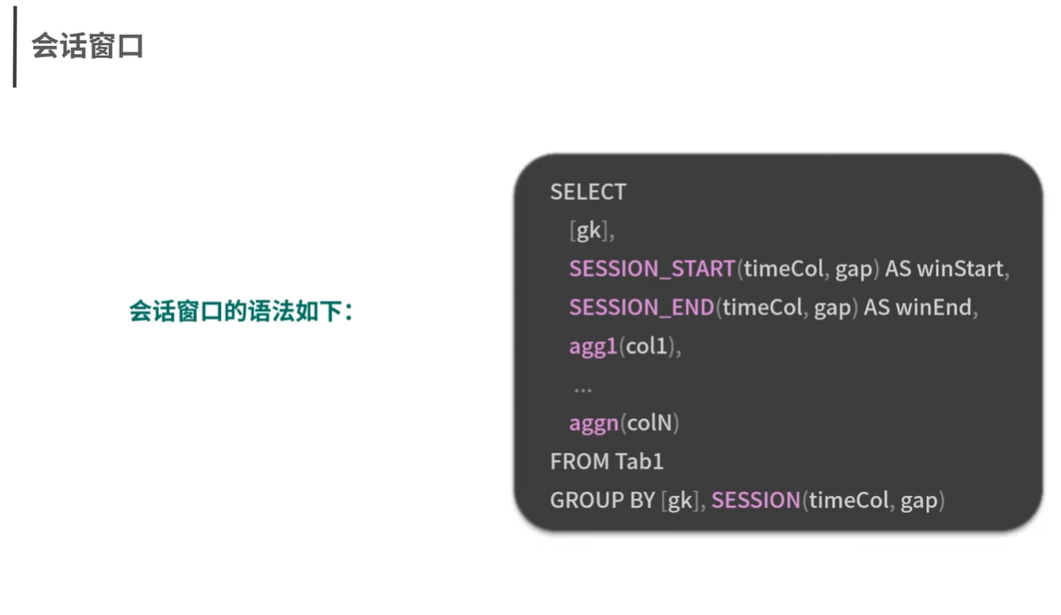 会话窗口
会话窗口的语法如下：
SELECT
[gk],
SESSION_START(timeCol, gap) AS winStart,
SESSION_END(timeCol, gap) AS winEnd,
agg1(col1),
...
aggn(colN)
FROM Tab1
GROUP BY [gk], SESSION(timeCol, gap)